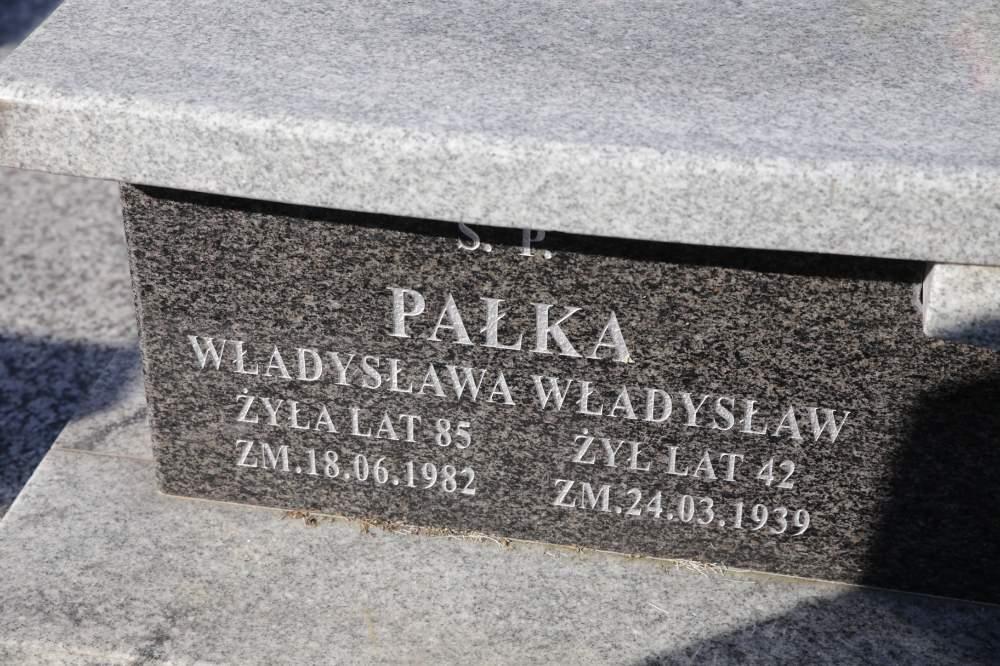 Ś. P.
PAŁKA
WŁADYSŁAWA WŁADYSŁAW
ŻYŁA LAT 85 ŻYŁ LAT 42
ZM.18.06.1982 ZM.24.03.1939